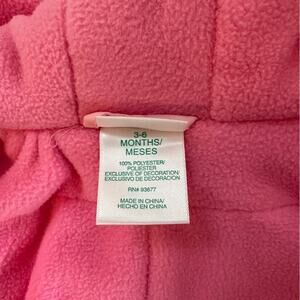 3-6
MONTHS/
MESES
100% POLYESTER/
POLIESTER
EXCLUSIVE OF DECORATION/
EXCLUSIVO DE DECORACION
RN# 93677
MADE IN CHINA/
HECHO EN CHINA